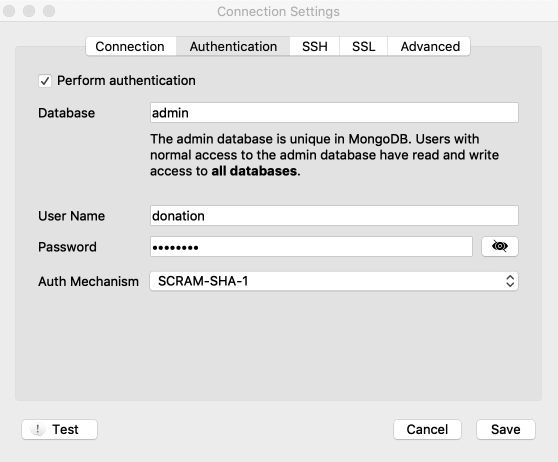 Connection Settings
Connection Authentication SSH SSL Advanced
Perform authentication
Database admin
The admin database is unique in MongoDB. Users with
normal access to the admin database have read and write
access to all databases.
User Name donation
Password ••••••••
Auth Mechanism SCRAM-SHA-1
! Test Cancel Save